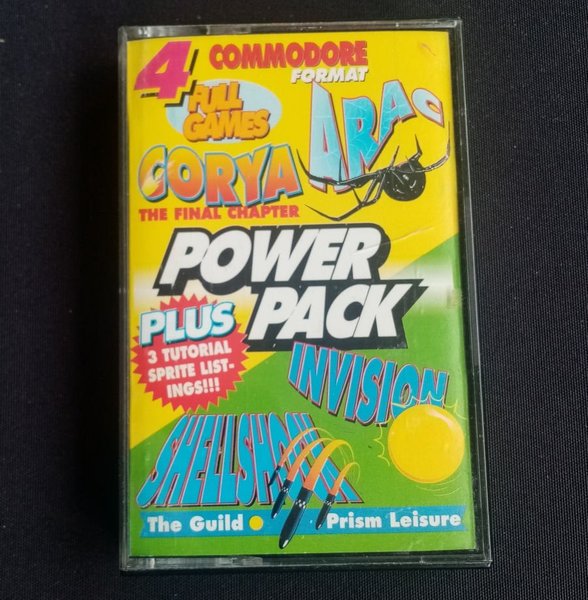 4 COMMODORE
FORMAT
FULL
GAMES
ARAC
CORYA
THE FINAL CHAPTER
POWER
PACK
PLUS
3 TUTORIAL
SPRITE LIST-
INGS!!!
INVISION
SHELLSHOCK
The Guild
Prism Leisure